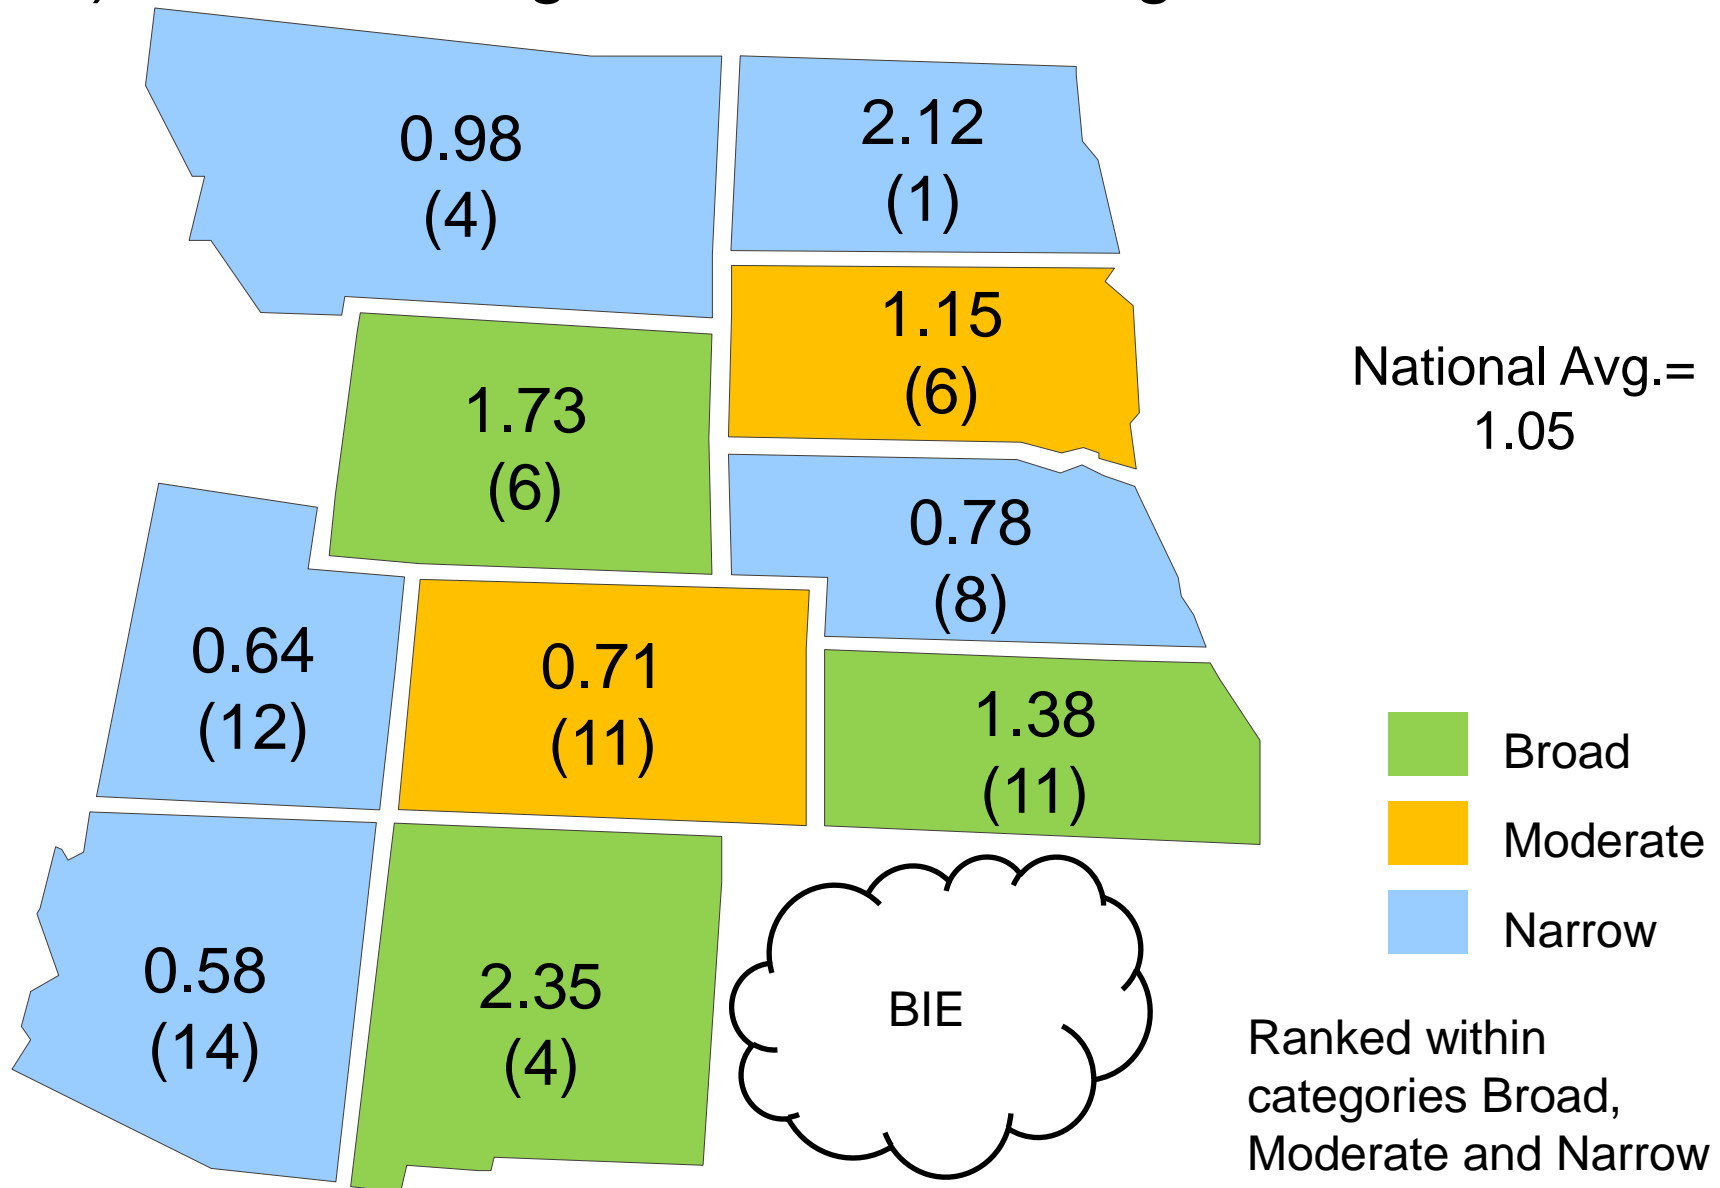 0.98
(4)
2.12
(1)
1.15
(6)
National Avg.=
1.05
1.73
(6)
0.78
(8)
0.64
(12)
0.71
(11)
1.38
(11)
Broad
Moderate
Narrow
0.58
(14)
2.35
(4)
BIE
Ranked within
categories Broad,
Moderate and Narrow